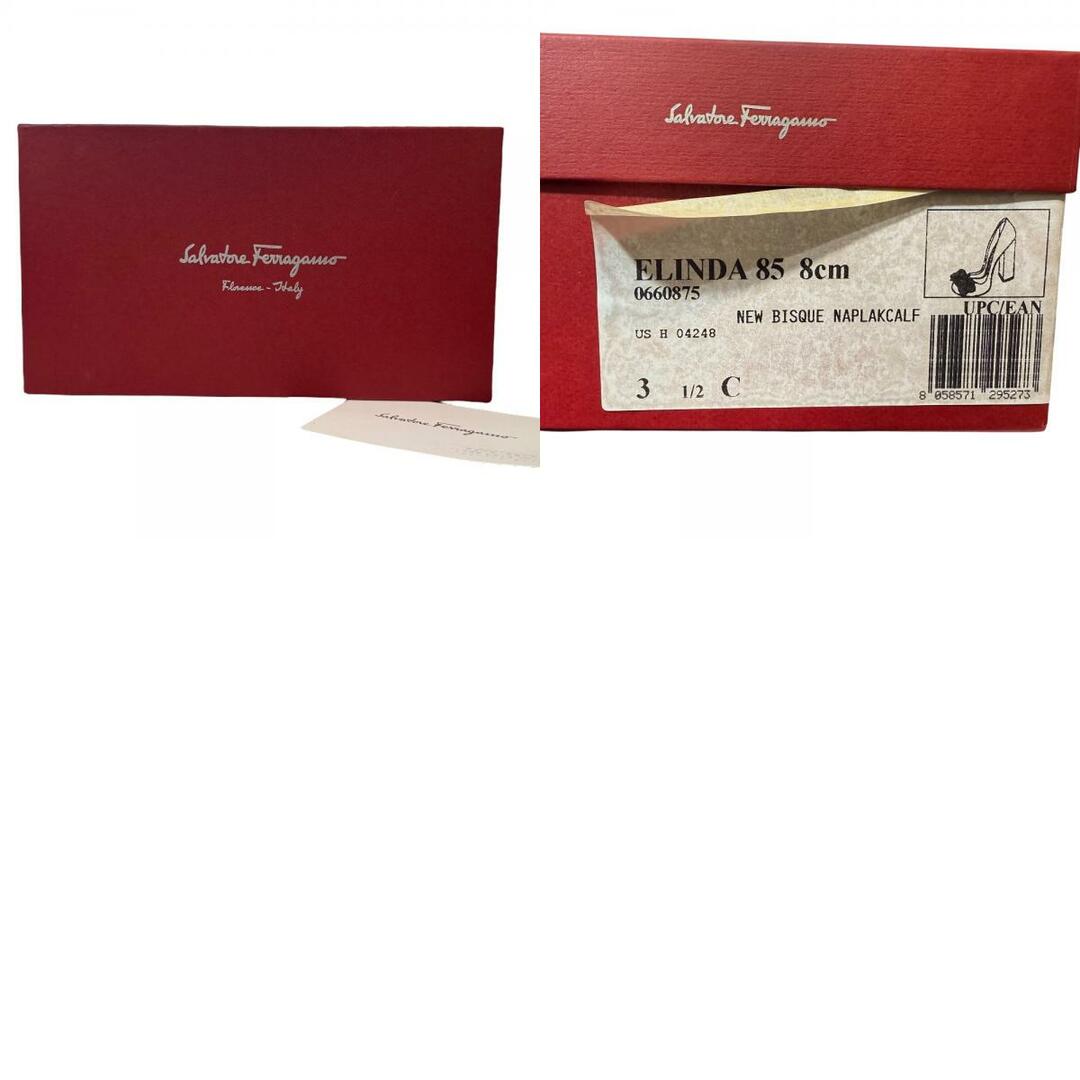 Salvatore Ferragamo
Florence - Italy
Salvatore Ferragamo
Salvatore Ferragamo
ELINDA 85 8cm
0660875
UPC/EAN
NEW BISQUE NAPLAKCALF
US H 04248
3 1/2 C
8 058571 295273